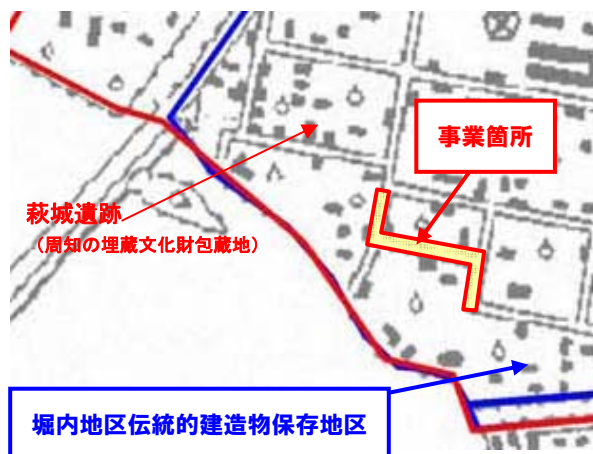 事業箇所
萩城遺跡
（周知の埋蔵文化財包蔵地）
堀内地区伝統的建造物保存地区